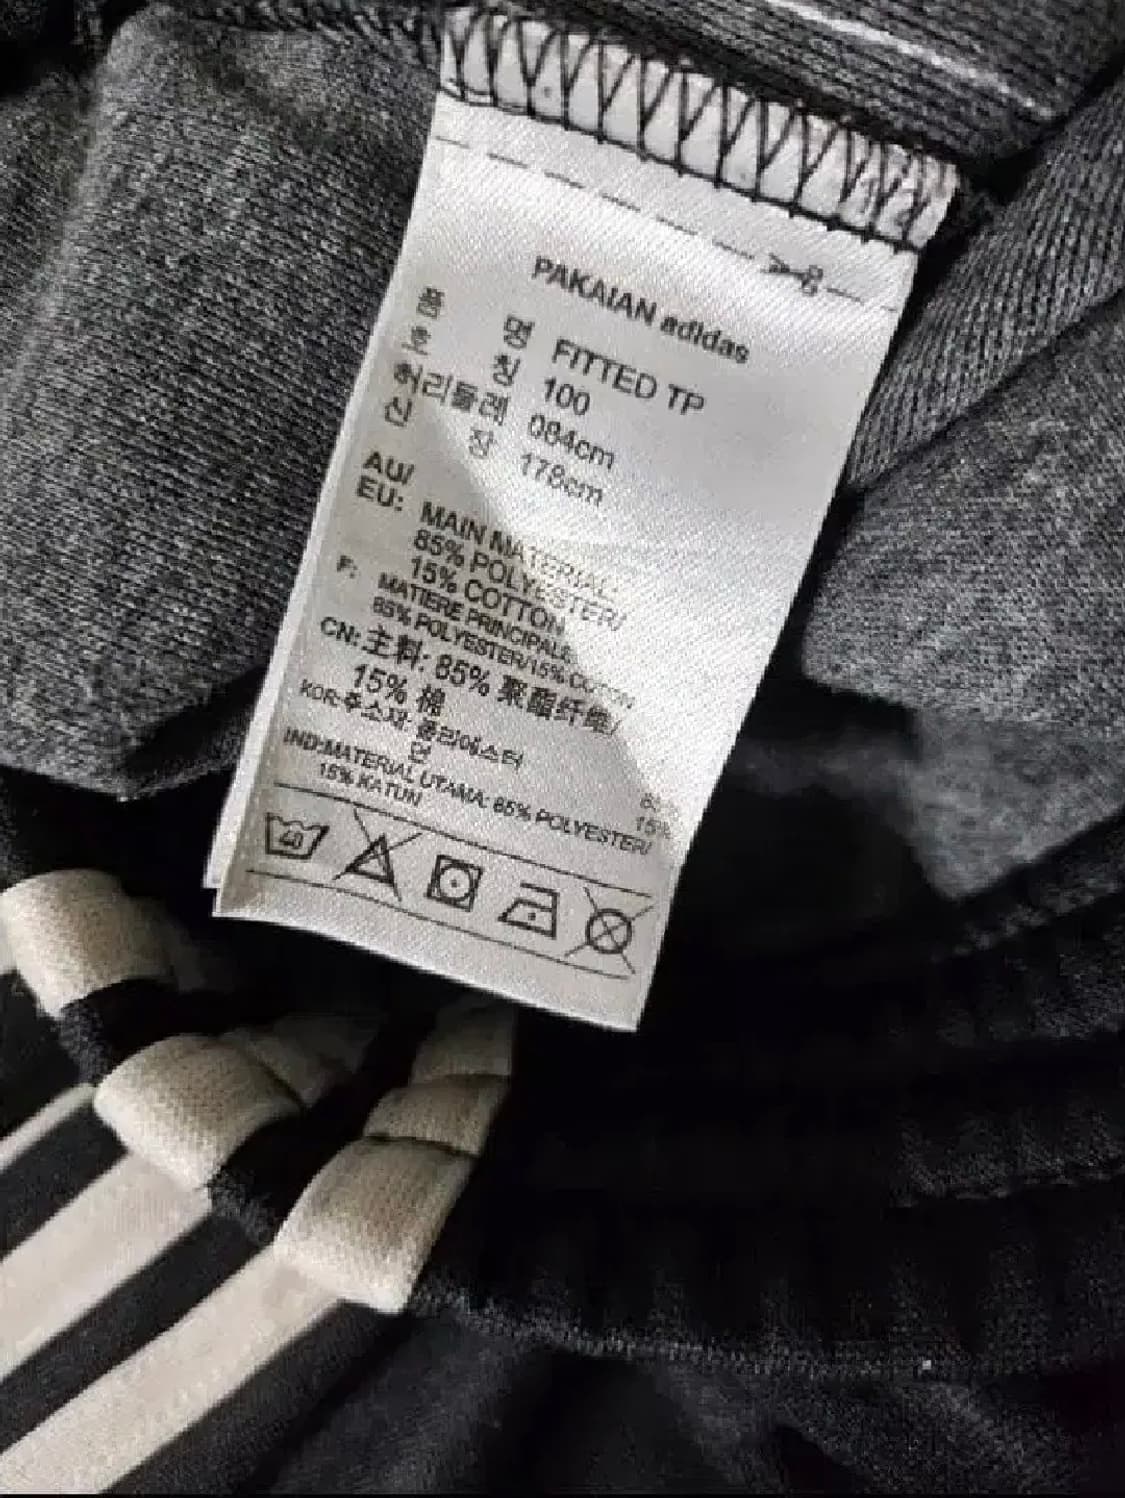 PAKAIAN adidas
품 명 FITTED TP
호 칭 100
허리둘레 084cm
신 장 178cm
AU/
EU: MAIN MATERIAL:
85% POLYESTER/
15% COTTON
F: MATIERE PRINCIPALE:
85% POLYESTER/15% COTTON
CN: 主料: 85% 聚酯纤维/
15% 棉
KOR:주소재: 폴리에스터 85%
면 15%
IND:MATERIAL UTAMA: 85% POLYESTER/
15% KATUN
40